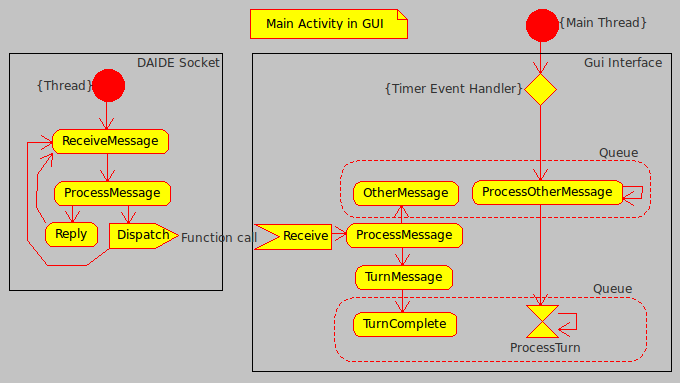 Main Activity in GUI
{Main Thread}
DAIDE Socket
Gui Interface
{Thread}
{Timer Event Handler}
ReceiveMessage
Queue
ProcessMessage
OtherMessage
ProcessOtherMessage
Reply
Dispatch
Function call
Receive
ProcessMessage
TurnMessage
Queue
TurnComplete
ProcessTurn